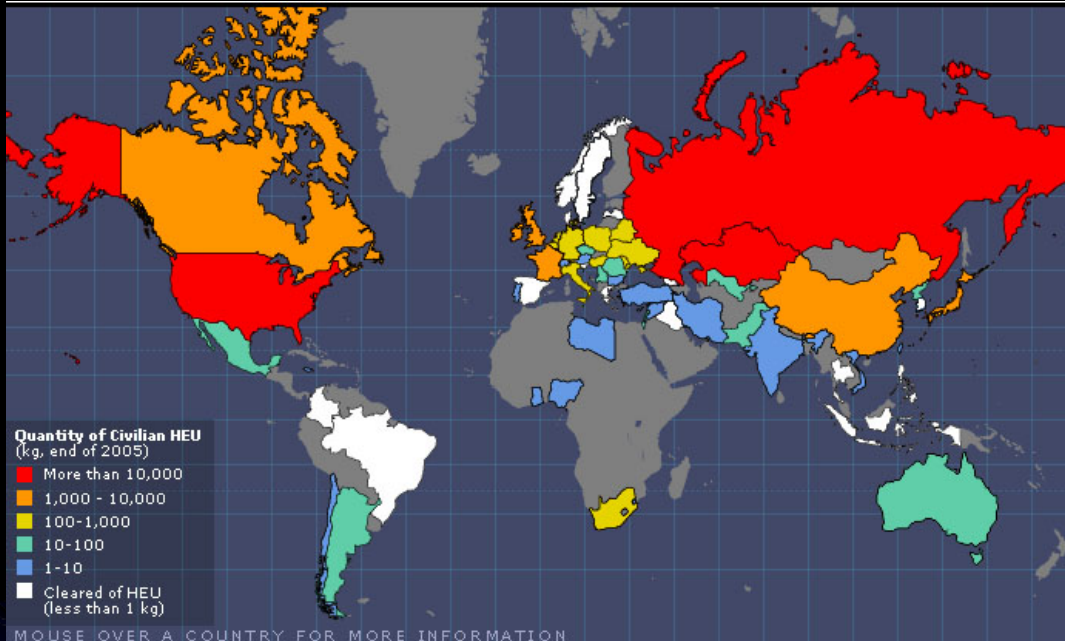 Quantity of Civilian HEU
(kg, end of 2005)
More than 10,000
1,000 - 10,000
100-1,000
10-100
1-10
Cleared of HEU
(less than 1 kg)
MOUSE OVER A COUNTRY FOR MORE INFORMATION